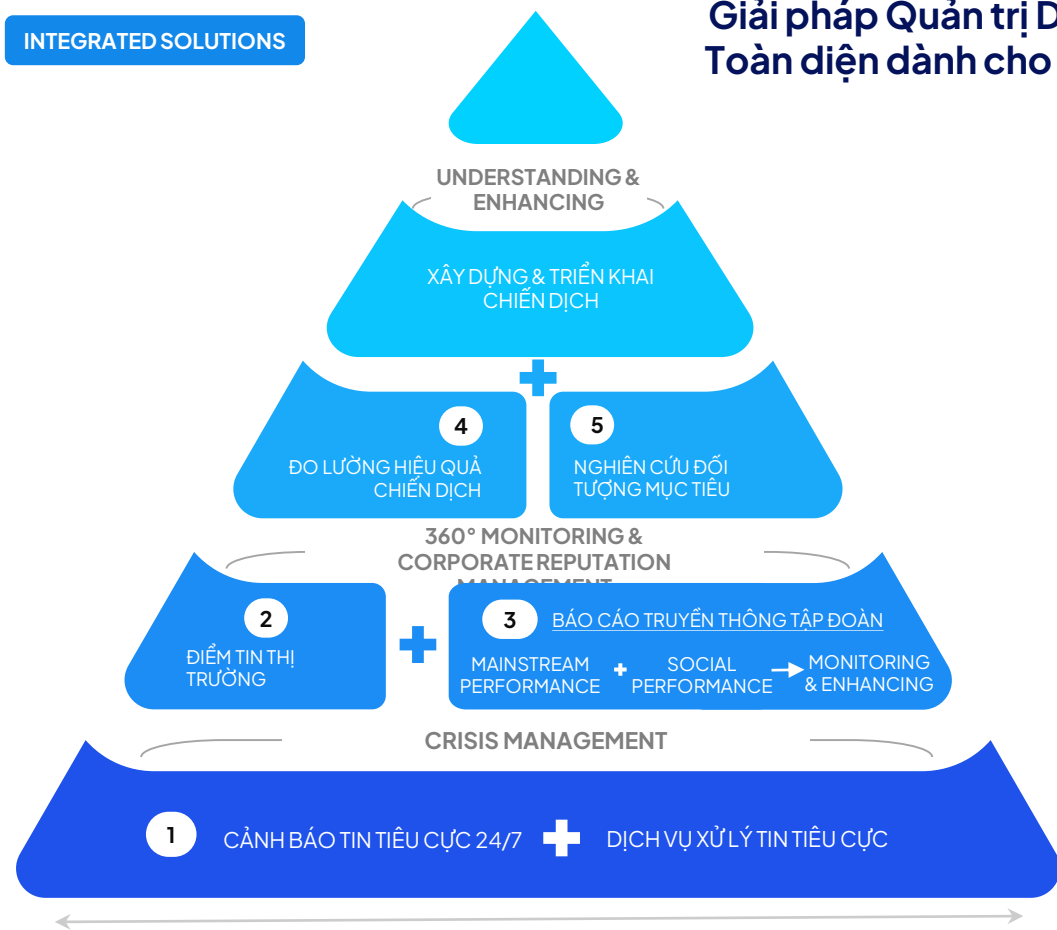 INTEGRATED SOLUTIONS
Giải pháp Quản trị
Toàn diện dành cho
UNDERSTANDING &
ENHANCING
XÂY DỰNG & TRIỂN KHAI
CHIẾN DỊCH
4
5
ĐO LƯỜNG HIỆU QUẢ
CHIẾN DỊCH
NGHIÊN CỨU ĐỐI
TƯỢNG MỤC TIÊU
360° MONITORING &
CORPORATE REPUTATION
MANAGEMENT
2
ĐIỂM TIN THỊ
TRƯỜNG
3
BÁO CÁO TRUYỀN THÔNG TẬP ĐOÀN
MAINSTREAM
PERFORMANCE
+
SOCIAL
PERFORMANCE
MONITORING
& ENHANCING
CRISIS MANAGEMENT
1
CẢNH BÁO TIN TIÊU CỰC 24/7
DỊCH VỤ XỬ LÝ TIN TIÊU CỰC